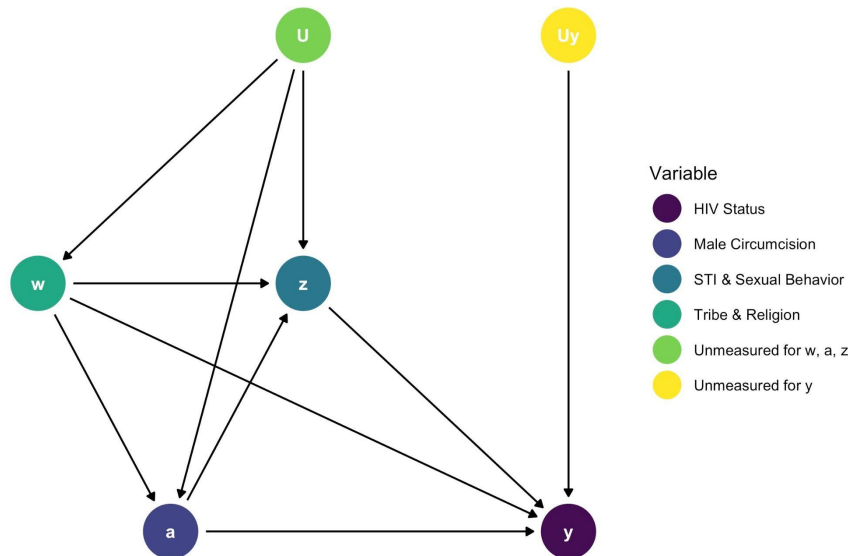 U
Uy
w
z
a
y
Variable
HIV Status
Male Circumcision
STI & Sexual Behavior
Tribe & Religion
Unmeasured for w, a, z
Unmeasured for y